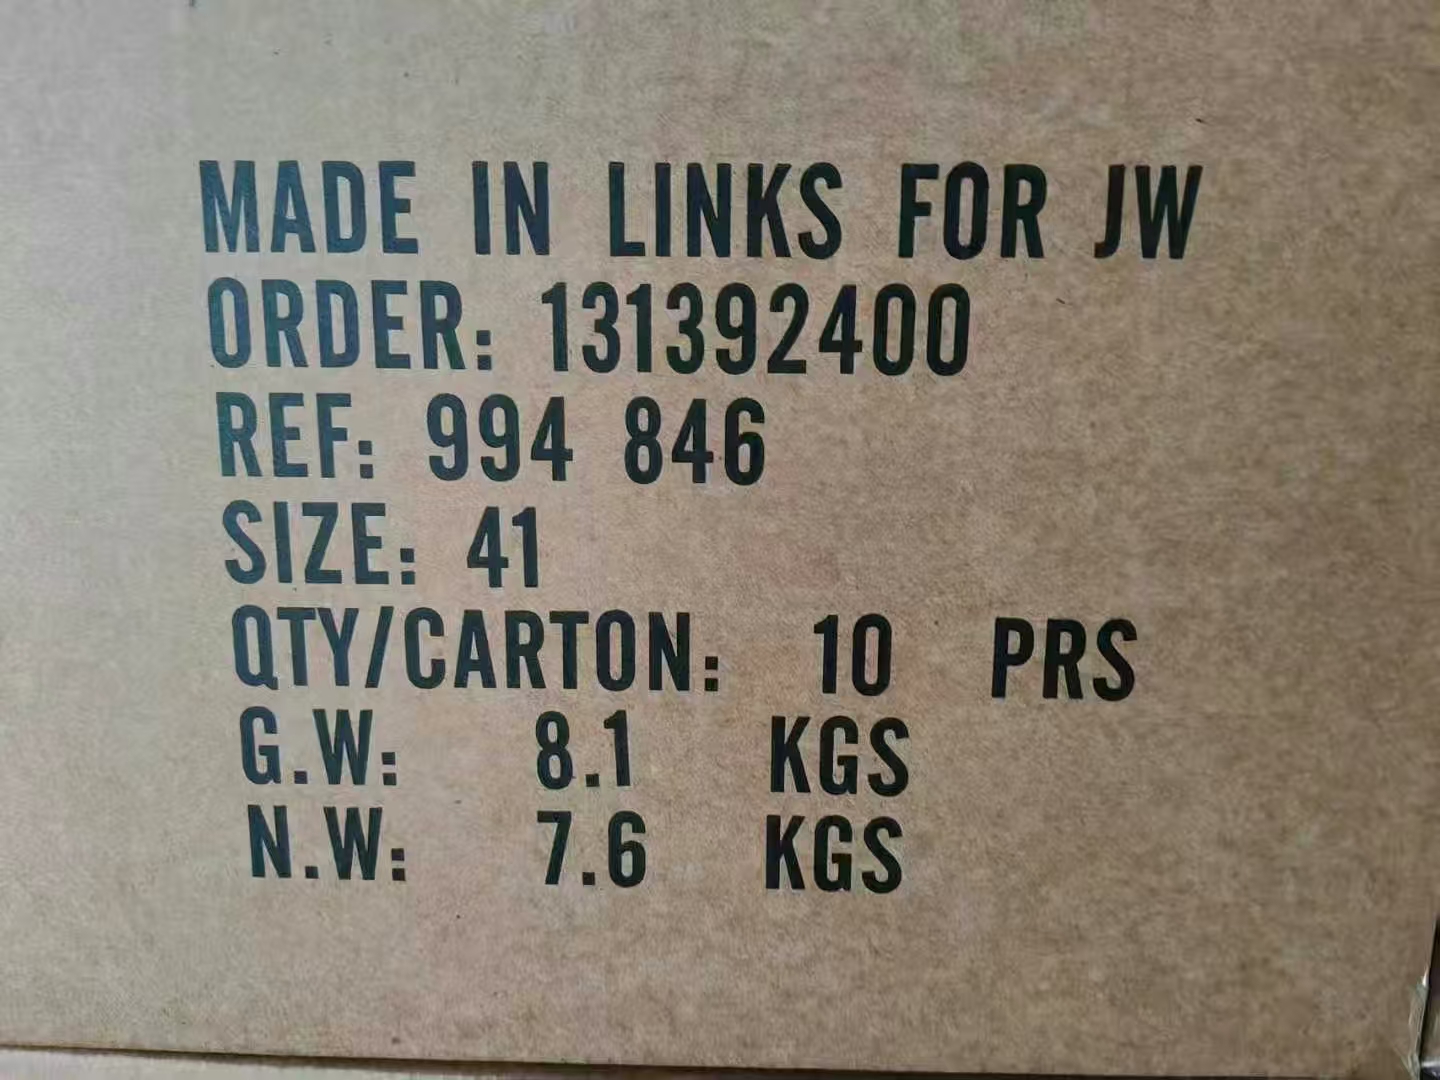 MADE IN LINKS FOR JW
ORDER: 131392400
REF: 994 846
SIZE: 41
QTY/CARTON: 10 PRS
G.W: 8.1 KGS
N.W: 7.6 KGS